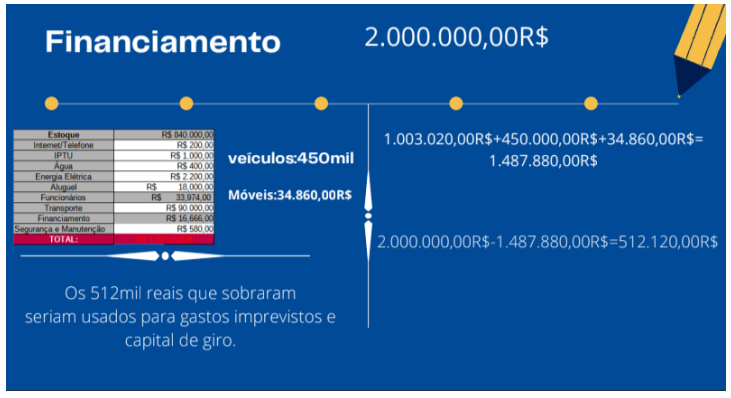 Financiamento
2.000.000,00R$
Estoque R$ 840.000,00
Internet/Telefone R$ 200,00
IPTU R$ 1.000,00
Água R$ 400,00
Energia Elétrica R$ 2.200,00
Aluguel R$ 18,000,00
Funcionários R$ 33,974,00
Transporte R$ 90.000,00
Financiamento R$ 16,666,00
Segurança e Manutenção R$ 580,00
TOTAL:
veículos:450mil
Móveis:34.860,00R$
1.003.020,00R$+450.000,00R$+34.860,00R$=
1.487.880,00R$
2.000.000,00R$-1.487.880,00R$=512.120,00R$
Os 512mil reais que sobraram
seriam usados para gastos imprevistos e
capital de giro.